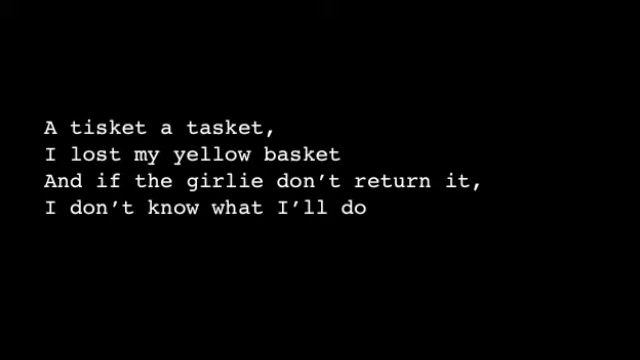 A tisket a tasket,
I lost my yellow basket
And if the girlie don’t return it,
I don’t know what I’ll do